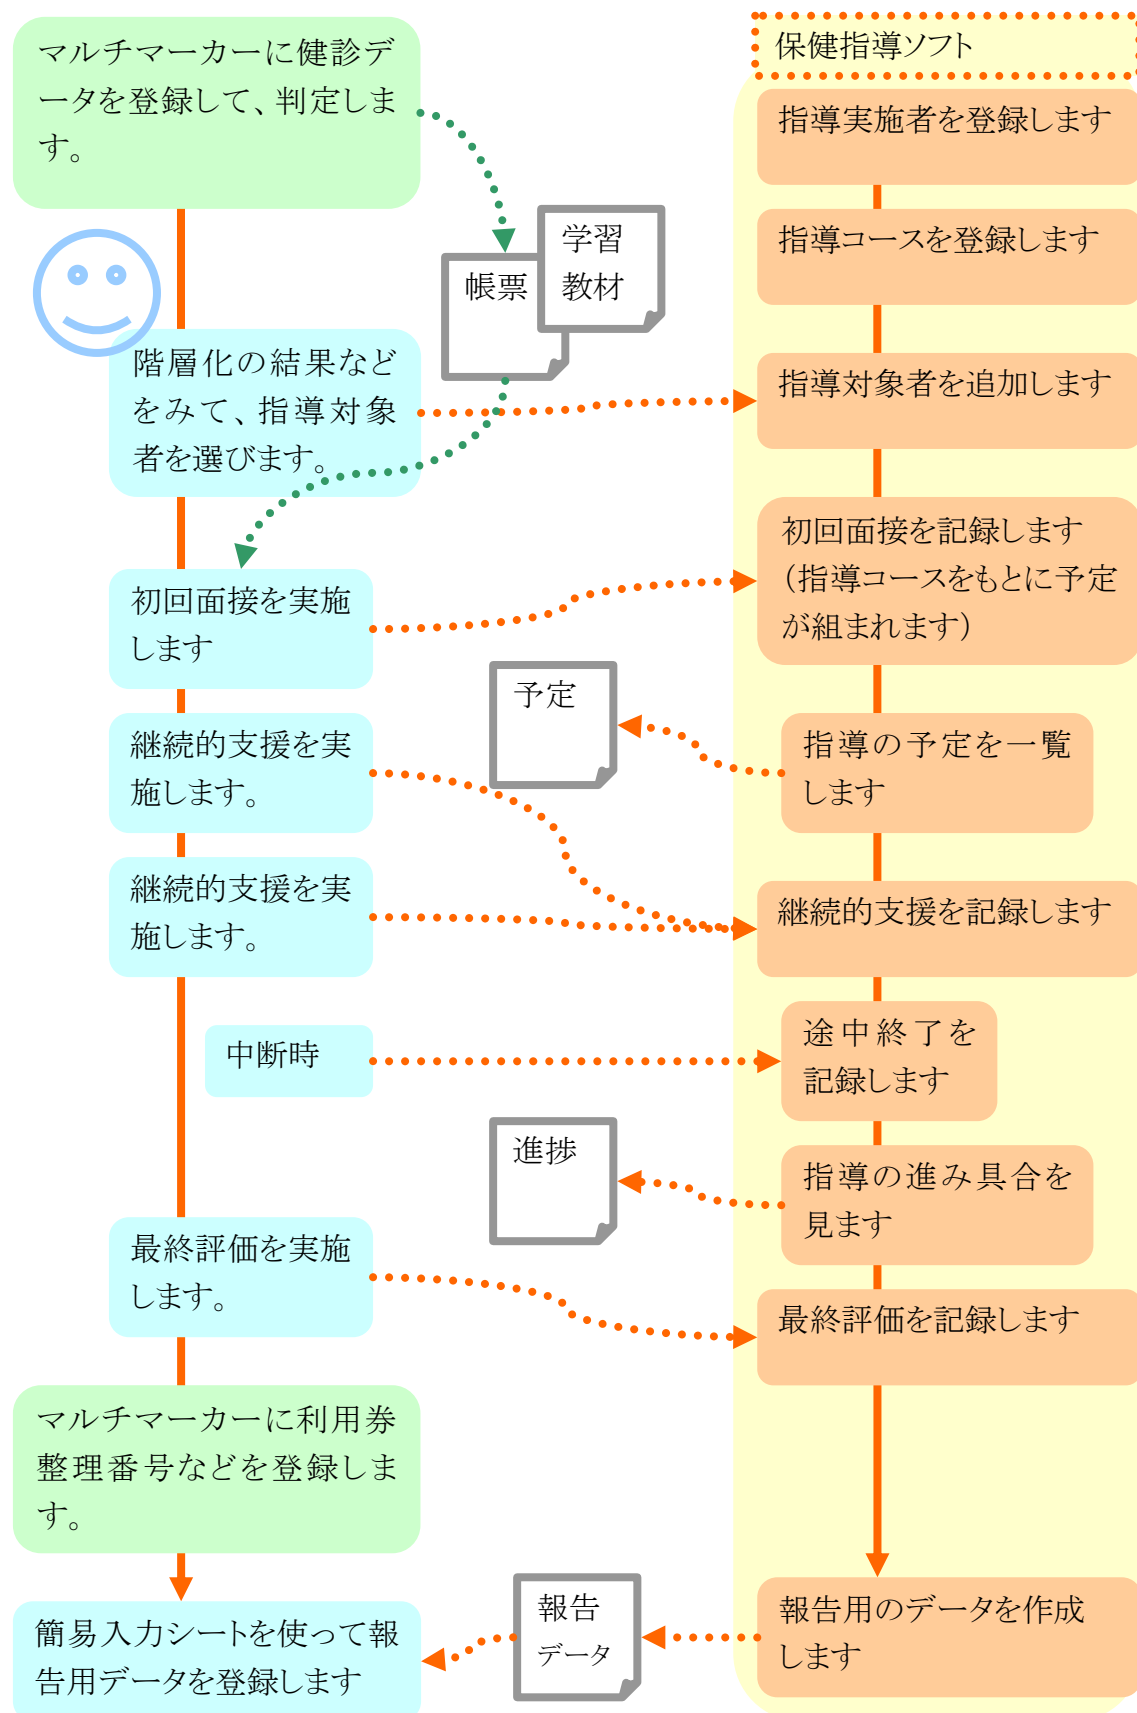 マルチマーカーに健診デ
ータを登録して、判定しま
す。
保健指導ソフト
指導実施者を登録します
指導コースを登録します
学習
教材
帳票
階層化の結果など
をみて、指導対象
者を選びます。
指導対象者を追加します
初回面接を記録します
（指導コースをもとに予定
が組まれます）
初回面接を実施
します
予定
指導の予定を一覧
します
継続的支援を実
施します。
継続的支援を実
施します。
継続的支援を記録します
中断時
途中終了を
記録します
進捗
指導の進み具合を
見ます
最終評価を実施
します。
最終評価を記録します
マルチマーカーに利用券
整理番号などを登録しま
す。
報告
データ
報告用のデータを作成
します
簡易入力シートを使って報
告用データを登録します